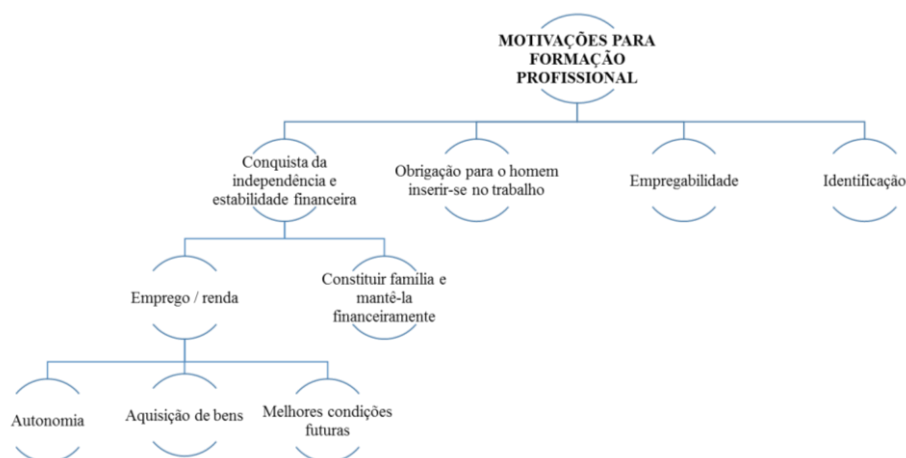 MOTIVAÇÕES PARA
FORMAÇÃO
PROFISSIONAL
Conquista da
independência e
estabilidade financeira
Obrigação para o homem
inserir-se no trabalho
Empregabilidade
Identificação
Emprego / renda
Constituir família e
mantê-la
financeiramente
Autonomia
Aquisição de bens
Melhores condições
futuras